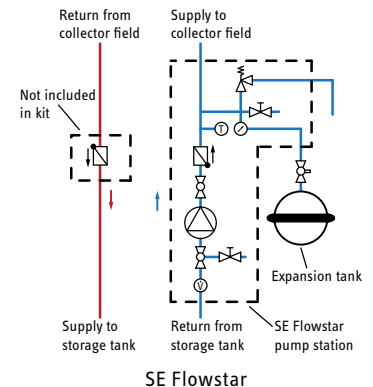 Return from
collector field
Supply to
collector field
Not included
in kit
T
Expansion tank
V
Supply to
storage tank
Return from
storage tank
SE Flowstar
pump station
SE Flowstar